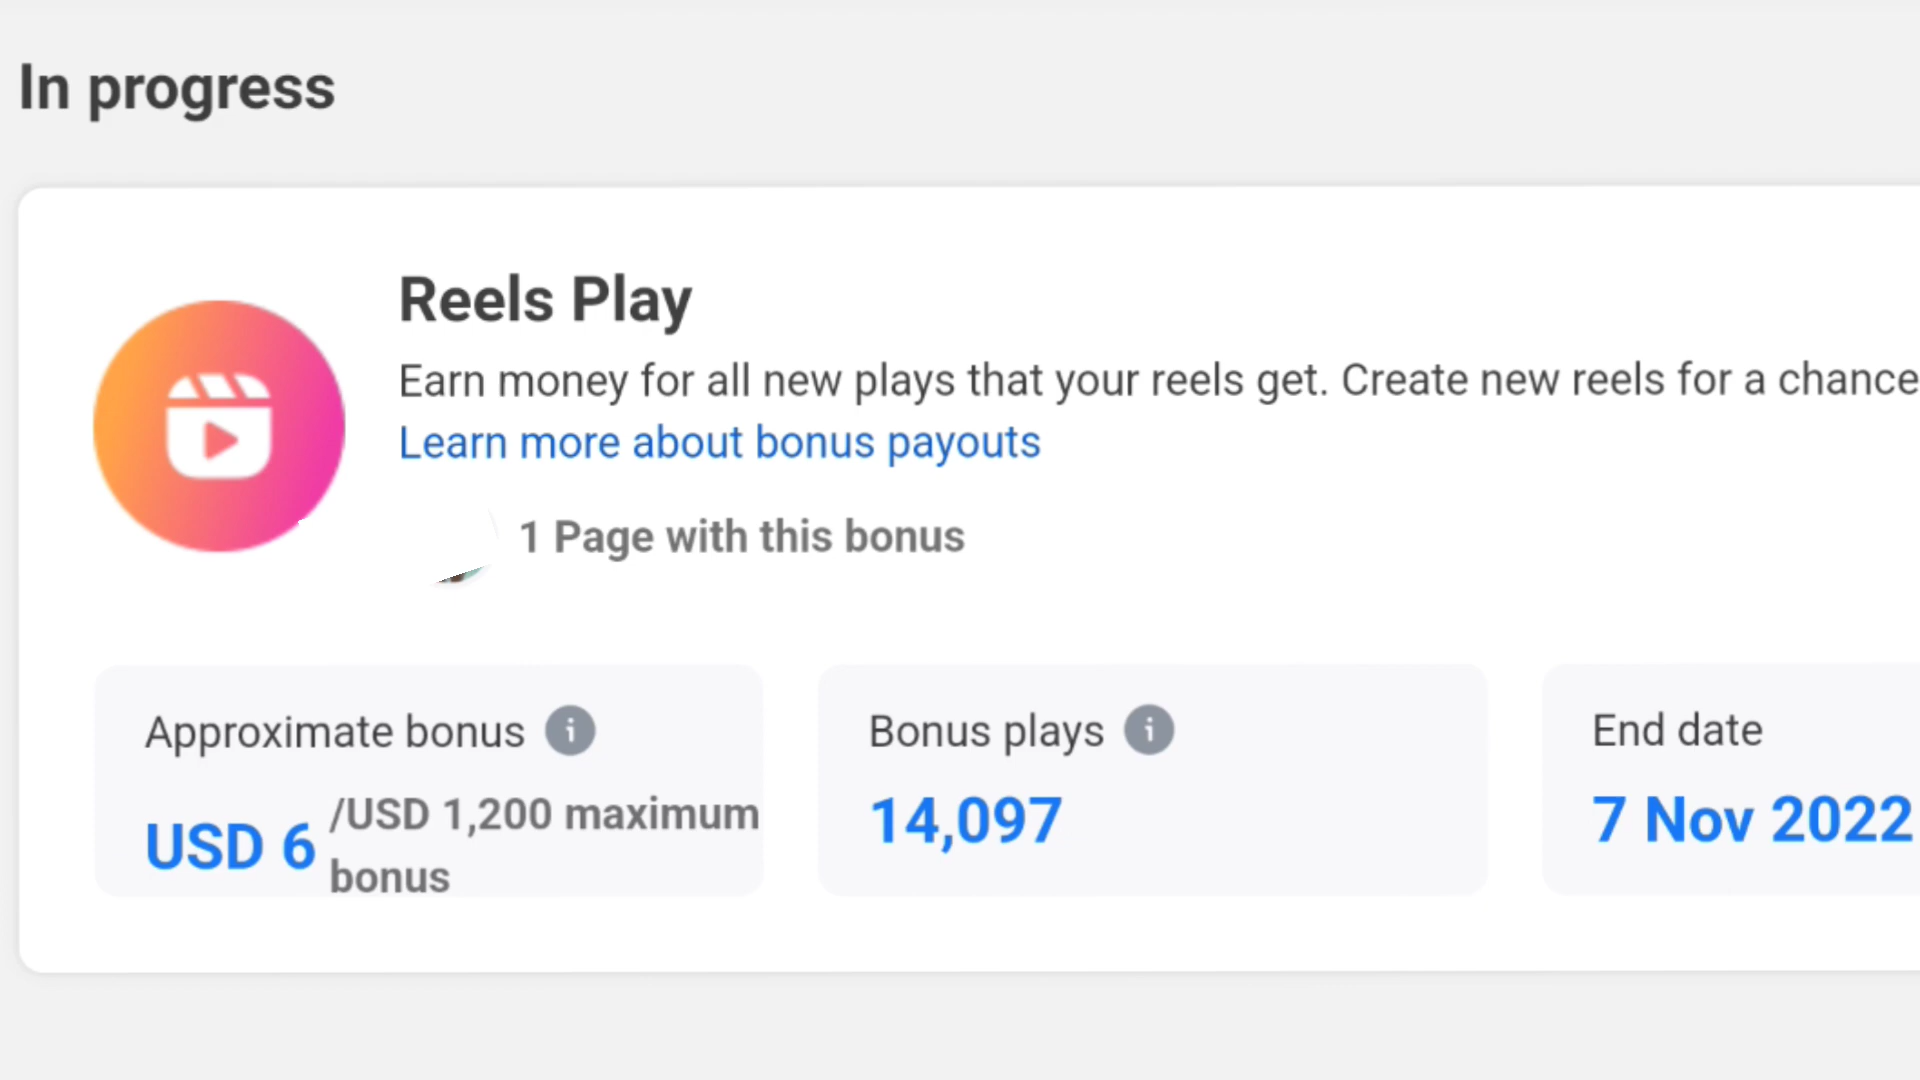 In progress
Reels Play
Earn money for all new plays that your reels get. Create new reels for a chance
Learn more about bonus payouts
1 Page with this bonus
Approximate bonus
USD 6 /USD 1,200 maximum
bonus
Bonus plays
14,097
End date
7 Nov 2022